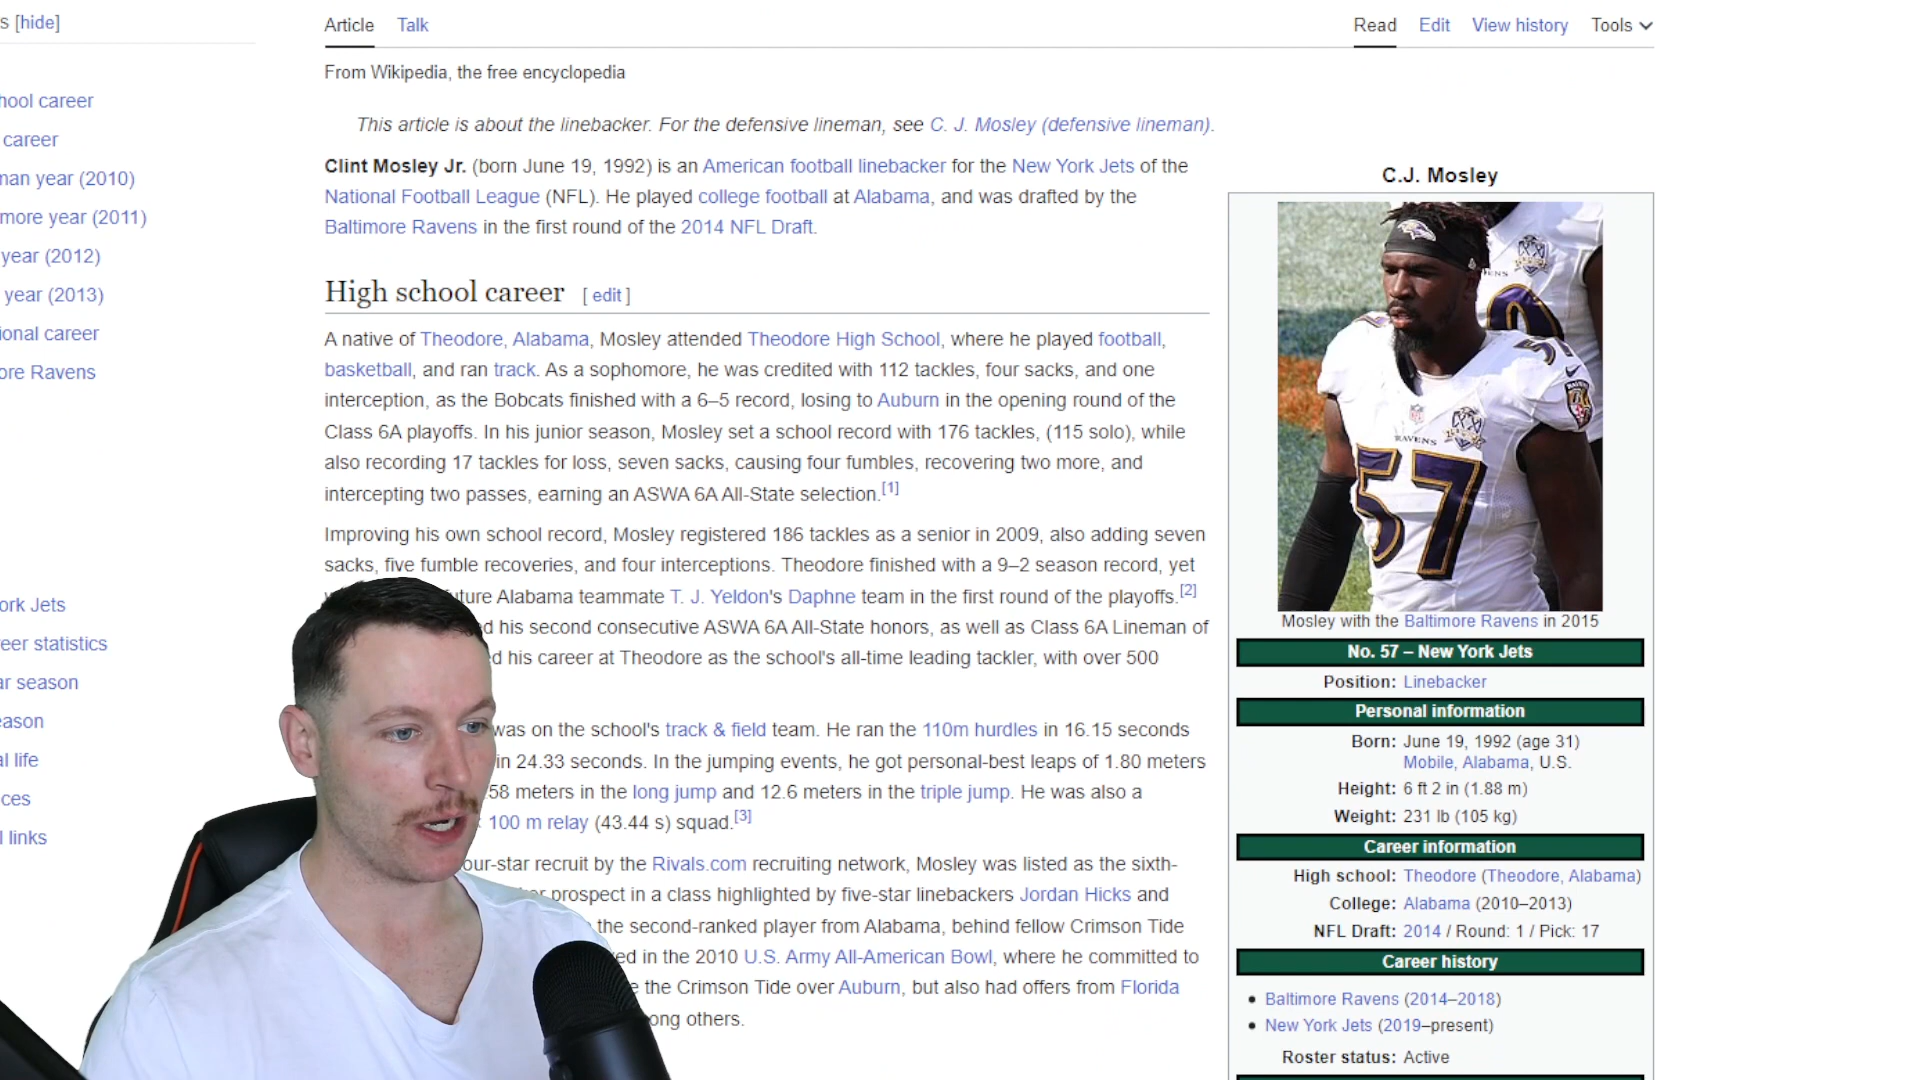 s [hide]
hool career
career
man year (2010)
more year (2011)
year (2012)
year (2013)
ional career
ore Ravens
ork Jets
eer statistics
ar season
eason
al life
ces
l links
Article Talk
Read Edit View history Tools
From Wikipedia, the free encyclopedia
This article is about the linebacker. For the defensive lineman, see C. J. Mosley (defensive lineman).
Clint Mosley Jr. (born June 19, 1992) is an American football linebacker for the New York Jets of the
National Football League (NFL). He played college football at Alabama, and was drafted by the
Baltimore Ravens in the first round of the 2014 NFL Draft.
High school career [ edit ]
A native of Theodore, Alabama, Mosley attended Theodore High School, where he played football,
basketball, and ran track. As a sophomore, he was credited with 112 tackles, four sacks, and one
interception, as the Bobcats finished with a 6–5 record, losing to Auburn in the opening round of the
Class 6A playoffs. In his junior season, Mosley set a school record with 176 tackles, (115 solo), while
also recording 17 tackles for loss, seven sacks, causing four fumbles, recovering two more, and
intercepting two passes, earning an ASWA 6A All-State selection.[1]
Improving his own school record, Mosley registered 186 tackles as a senior in 2009, also adding seven
sacks, five fumble recoveries, and four interceptions. Theodore finished with a 9–2 season record, yet
uture Alabama teammate T. J. Yeldon's Daphne team in the first round of the playoffs.[2]
d his second consecutive ASWA 6A All-State honors, as well as Class 6A Lineman of
d his career at Theodore as the school's all-time leading tackler, with over 500
was on the school's track & field team. He ran the 110m hurdles in 16.15 seconds
in 24.33 seconds. In the jumping events, he got personal-best leaps of 1.80 meters
58 meters in the long jump and 12.6 meters in the triple jump. He was also a
100 m relay (43.44 s) squad.[3]
our-star recruit by the Rivals.com recruiting network, Mosley was listed as the sixth-
prospect in a class highlighted by five-star linebackers Jordan Hicks and
the second-ranked player from Alabama, behind fellow Crimson Tide
ed in the 2010 U.S. Army All-American Bowl, where he committed to
e the Crimson Tide over Auburn, but also had offers from Florida
ong others.
C.J. Mosley
RAVENS
57
Mosley with the Baltimore Ravens in 2015
No. 57 – New York Jets
Position: Linebacker
Personal information
Born: June 19, 1992 (age 31)
Mobile, Alabama, U.S.
Height: 6 ft 2 in (1.88 m)
Weight: 231 lb (105 kg)
Career information
High school: Theodore (Theodore, Alabama)
College: Alabama (2010–2013)
NFL Draft: 2014 / Round: 1 / Pick: 17
Career history
Baltimore Ravens (2014–2018)
New York Jets (2019–present)
Roster status: Active